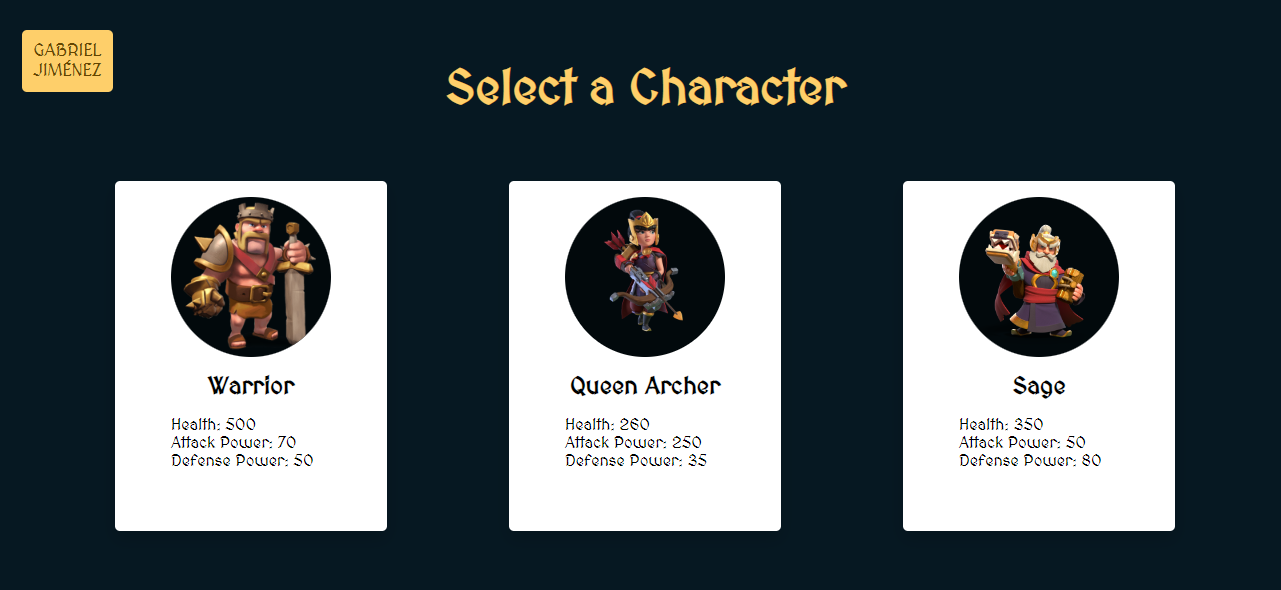 GABRIEL
JIMÉNEZ
Select a Character
Warrior
Health: 500
Attack Power: 70
Defense Power: 50
Queen Archer
Health: 260
Attack Power: 250
Defense Power: 35
Sage
Health: 350
Attack Power: 50
Defense Power: 80